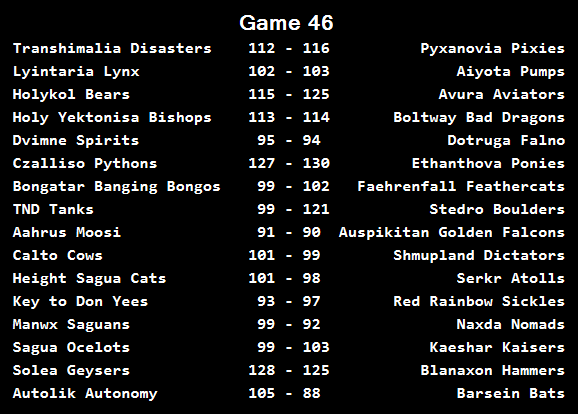 Game 46
Transhimalia Disasters 112 - 116 Pyxanovia Pixies
Lyintaria Lynx 102 - 103 Aiyota Pumps
Holykol Bears 115 - 125 Avura Aviators
Holy Yektonisa Bishops 113 - 114 Boltway Bad Dragons
Dvimne Spirits 95 - 94 Dotruga Falno
Czalliso Pythons 127 - 130 Ethanthova Ponies
Bongatar Banging Bongos 99 - 102 Faehrenfall Feathercats
TND Tanks 99 - 121 Stedro Boulders
Aahrus Moosi 91 - 90 Auspikitan Golden Falcons
Calto Cows 101 - 99 Shmupland Dictators
Height Sagua Cats 101 - 98 Serkr Atolls
Key to Don Yees 93 - 97 Red Rainbow Sickles
Manwx Saguans 99 - 92 Naxda Nomads
Sagua Ocelots 99 - 103 Kaeshar Kaisers
Solea Geysers 128 - 125 Blanaxon Hammers
Autolik Autonomy 105 - 88 Barsein Bats